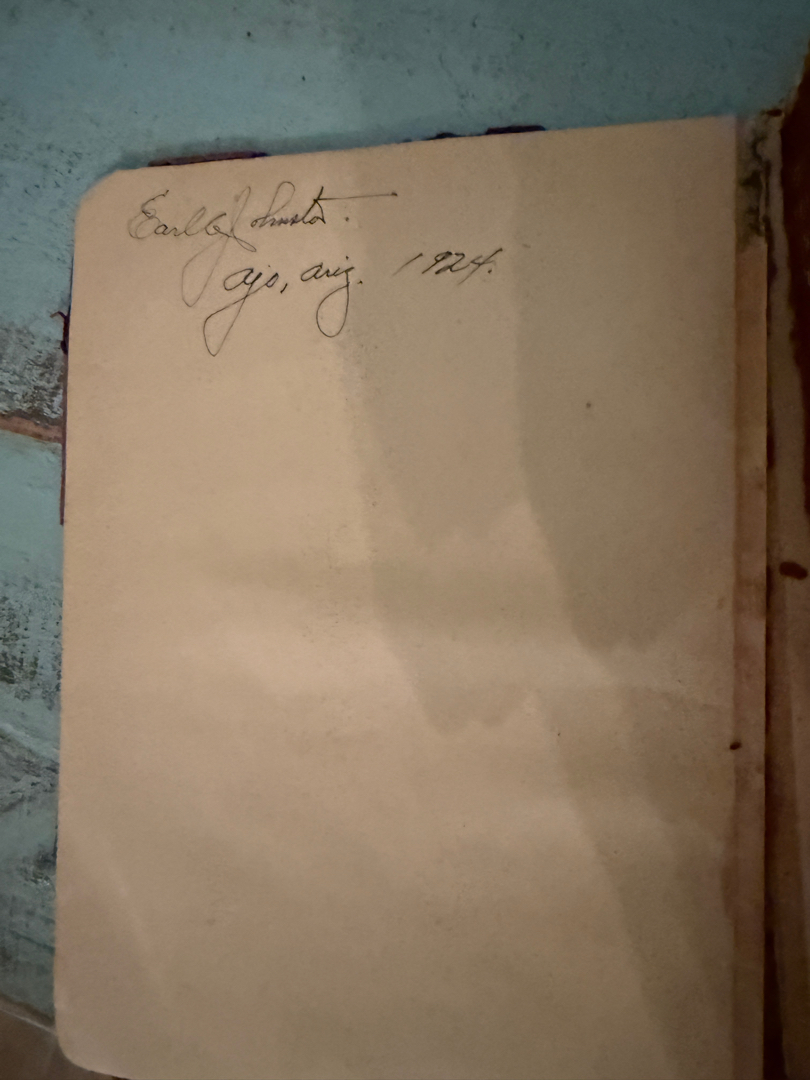 Earl G Johnston.
Ajo, Ariz. 1924.